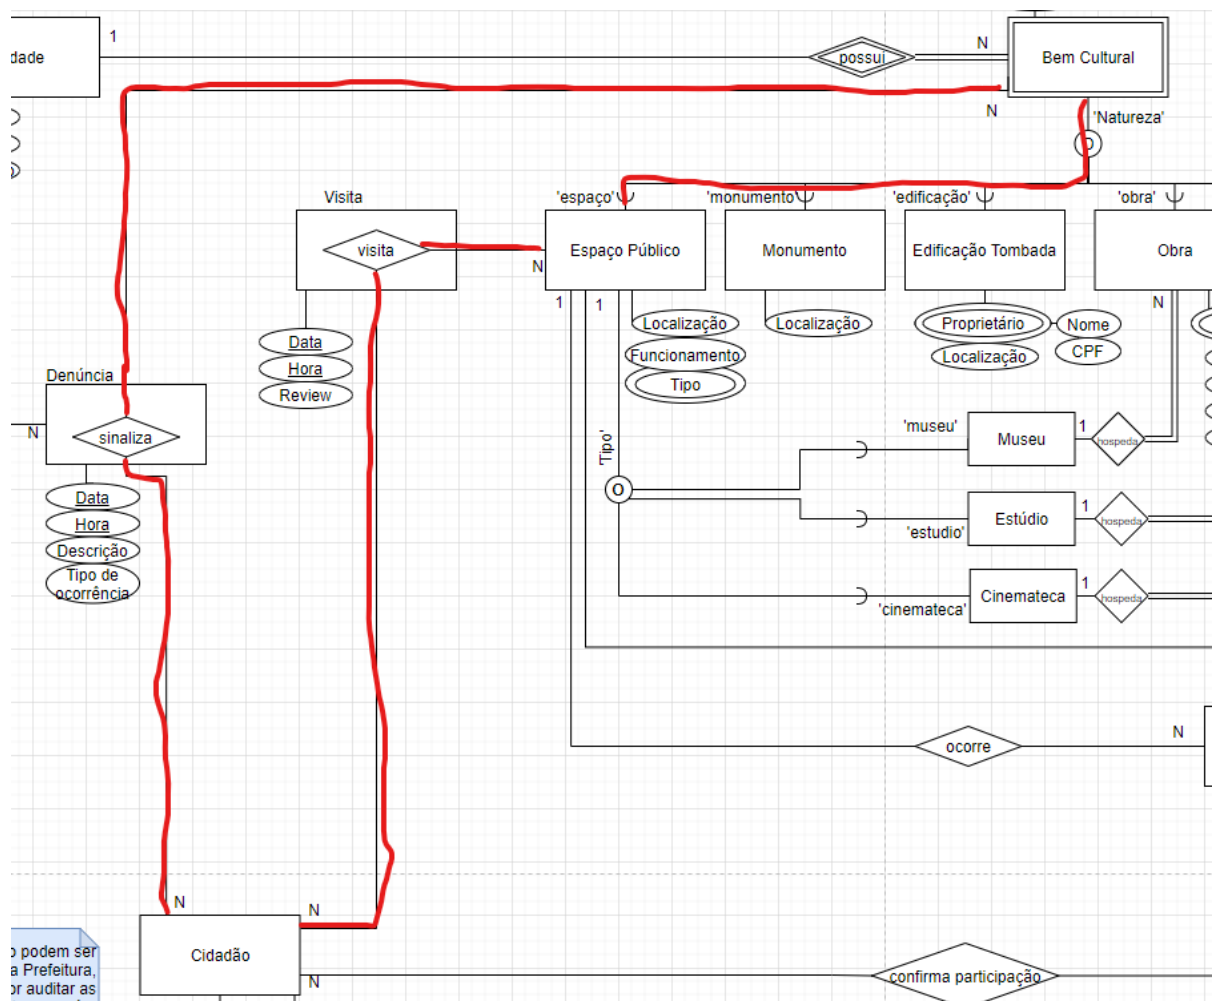 1
dade
possui
N
Bem Cultural
N
'Natureza'
O
Visita
'espaço'
'monumento'
'edificação'
'obra'
visita
N
Espaço Público
Monumento
Edificação Tombada
Obra
1
1
N
Data
Hora
Review
Localização
Funcionamento
Tipo
Localização
Proprietário
Localização
Nome
CPF
Denúncia
N
sinaliza
Data
Hora
Descrição
Tipo de
ocorrência
'Tipo'
O
'museu'
Museu
1
hospeda
'estudio'
Estúdio
1
hospeda
'cinemateca'
Cinemateca
1
hospeda
ocorre
N
N
N
Cidadão
N
confirma participação
o podem ser
a Prefeitura,
or auditar as